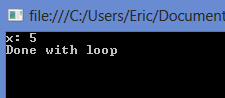 file:///C:/Users/Eric/Document
x: 5
Done with loop